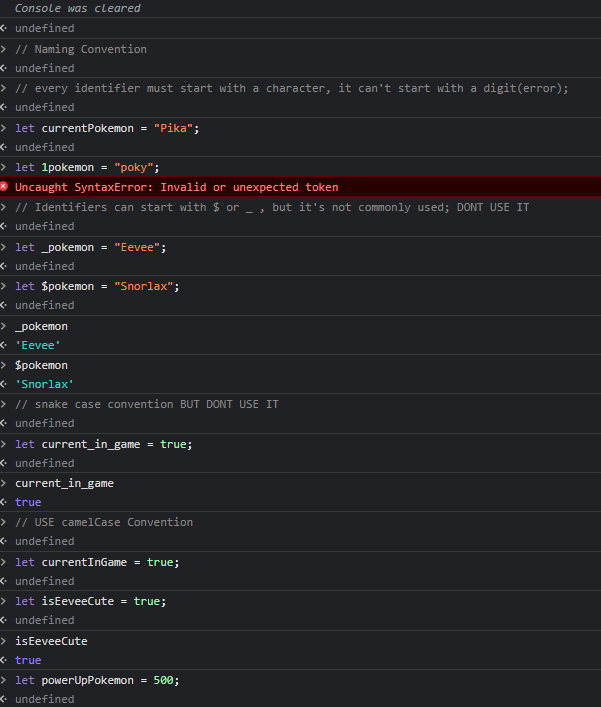 Console was cleared
undefined
// Naming Convention
undefined
// every identifier must start with a character, it can't start with a digit(error);
undefined
let currentPokemon = "Pika";
undefined
let 1pokemon = "poky";
Uncaught SyntaxError: Invalid or unexpected token
// Identifiers can start with $ or _ , but it's not commonly used; DONT USE IT
undefined
let _pokemon = "Eevee";
undefined
let $pokemon = "Snorlax";
undefined
_pokemon
'Eevee'
$pokemon
'Snorlax'
// snake case convention BUT DONT USE IT
undefined
let current_in_game = true;
undefined
current_in_game
true
// USE camelCase Convention
undefined
let currentInGame = true;
undefined
let isEeveeCute = true;
undefined
isEeveeCute
true
let powerUpPokemon = 500;
undefined